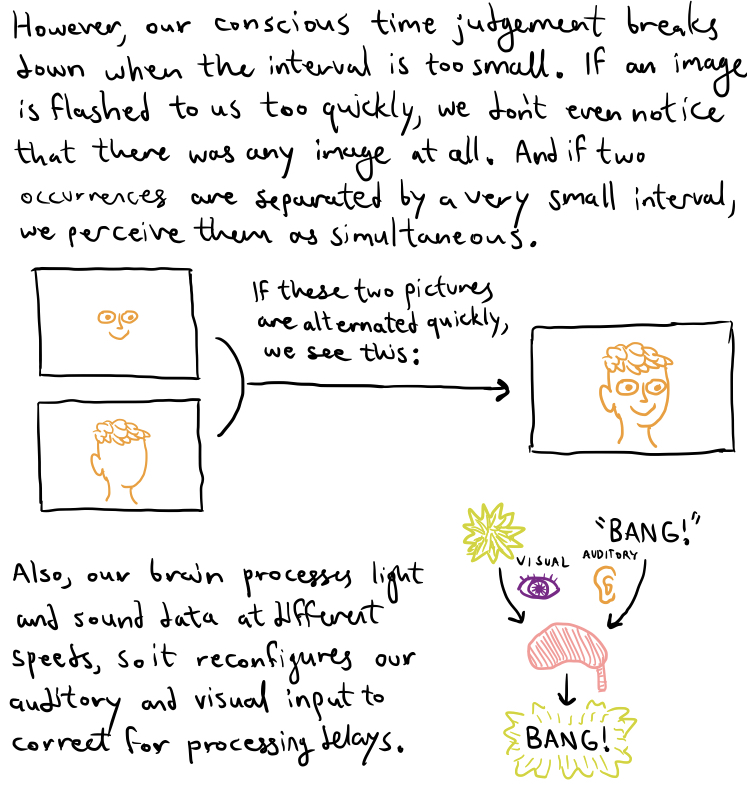 However, our conscious time judgement breaks
down when the interval is too small. If an image
is flashed to us too quickly, we don't even notice
that there was any image at all. And if two
occurrences are separated by a very small interval,
we perceive them as simultaneous.
If these two pictures
are alternated quickly,
we see this:
"BANG!"
VISUAL
AUDITORY
Also, our brain processes light
and sound data at different
speeds, so it reconfigures our
auditory and visual input to
correct for processing delays.
BANG!